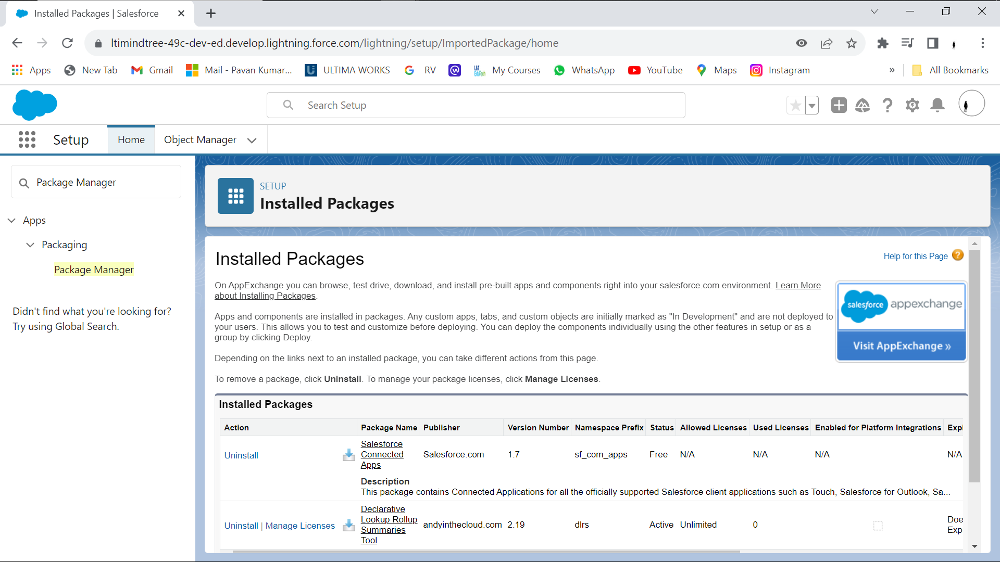 Installed Packages | Salesforce
ltimindtree-49c-dev-ed.develop.lightning.force.com/lightning/setup/ImportedPackage/home
Apps New Tab Gmail Mail - Pavan Kumar... ULTIMA WORKS RV My Courses WhatsApp YouTube Maps Instagram » All Bookmarks
Search Setup
Setup Home Object Manager
Package Manager
Apps
Packaging
Package Manager
Didn't find what you're looking for?
Try using Global Search.
SETUP
Installed Packages
Installed Packages
Help for this Page
On AppExchange you can browse, test drive, download, and install pre-built apps and components right into your salesforce.com environment. Learn More
about Installing Packages.
Apps and components are installed in packages. Any custom apps, tabs, and custom objects are initially marked as "In Development" and are not deployed to
your users. This allows you to test and customize before deploying. You can deploy the components individually using the other features in setup or as a
group by clicking Deploy.
Depending on the links next to an installed package, you can take different actions from this page.
To remove a package, click Uninstall. To manage your package licenses, click Manage Licenses.
salesforce appexchange
Visit AppExchange »
Installed Packages
Action Package Name Publisher Version Number Namespace Prefix Status Allowed Licenses Used Licenses Enabled for Platform Integrations Expi
Uninstall Salesforce Connected Apps Salesforce.com 1.7 sf_com_apps Free N/A N/A N/A N/A
Description
This package contains Connected Applications for all the officially supported Salesforce client applications such as Touch, Salesforce for Outlook, Sa...
Uninstall | Manage Licenses Declarative Lookup Rollup Summaries Tool andyinthecloud.com 2.19 dlrs Active Unlimited 0 Doe Exp